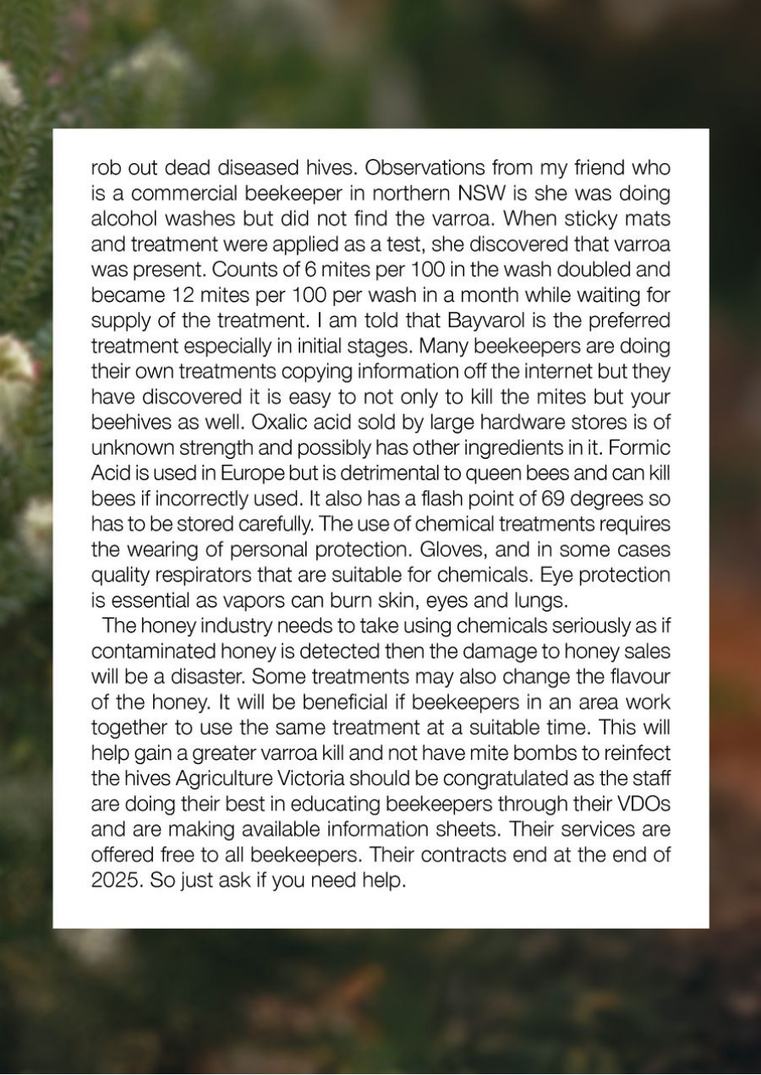 rob out dead diseased hives. Observations from my friend who
is a commercial beekeeper in northern NSW is she was doing
alcohol washes but did not find the varroa. When sticky mats
and treatment were applied as a test, she discovered that varroa
was present. Counts of 6 mites per 100 in the wash doubled and
became 12 mites per 100 per wash in a month while waiting for
supply of the treatment. I am told that Bayvarol is the preferred
treatment especially in initial stages. Many beekeepers are doing
their own treatments copying information off the internet but they
have discovered it is easy to not only to kill the mites but your
beehives as well. Oxalic acid sold by large hardware stores is of
unknown strength and possibly has other ingredients in it. Formic
Acid is used in Europe but is detrimental to queen bees and can kill
bees if incorrectly used. It also has a flash point of 69 degrees so
has to be stored carefully. The use of chemical treatments requires
the wearing of personal protection. Gloves, and in some cases
quality respirators that are suitable for chemicals. Eye protection
is essential as vapors can burn skin, eyes and lungs.
The honey industry needs to take using chemicals seriously as if
contaminated honey is detected then the damage to honey sales
will be a disaster. Some treatments may also change the flavour
of the honey. It will be beneficial if beekeepers in an area work
together to use the same treatment at a suitable time. This will
help gain a greater varroa kill and not have mite bombs to reinfect
the hives Agriculture Victoria should be congratulated as the staff
are doing their best in educating beekeepers through their VDOs
and are making available information sheets. Their services are
offered free to all beekeepers. Their contracts end at the end of
2025. So just ask if you need help.